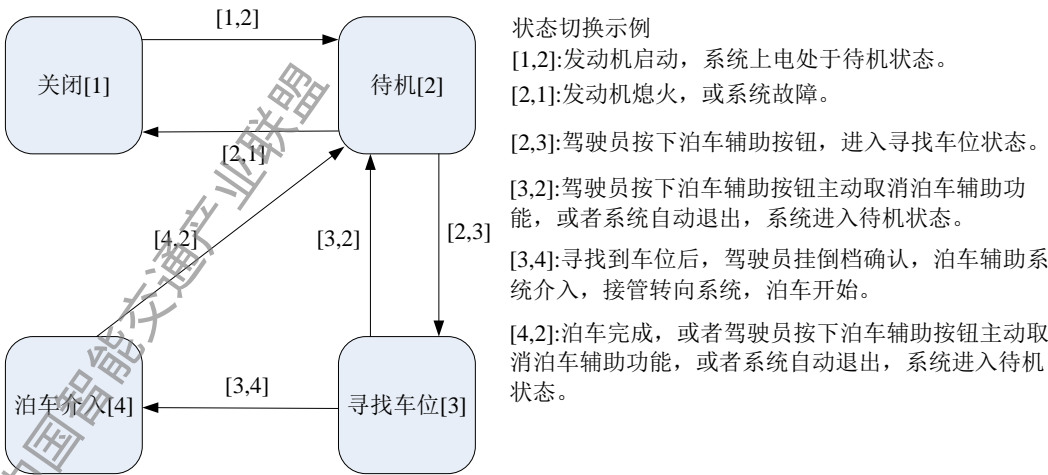 [1,2]
关闭[1]
待机[2]
[2,1]
[4,2]
[3,2]
[2,3]
[3,4]
泊车介入[4]
寻找车位[3]
状态切换示例
[1,2]:发动机启动，系统上电处于待机状态。
[2,1]:发动机熄火，或系统故障。
[2,3]:驾驶员按下泊车辅助按钮，进入寻找车位状态。
[3,2]:驾驶员按下泊车辅助按钮主动取消泊车辅助功
能，或者系统自动退出，系统进入待机状态。
[3,4]:寻找到车位后，驾驶员挂倒档确认，泊车辅助系
统介入，接管转向系统，泊车开始。
[4,2]:泊车完成，或者驾驶员按下泊车辅助按钮主动取
消泊车辅助功能，或者系统自动退出，系统进入待机
状态。
国智能交通产业联盟